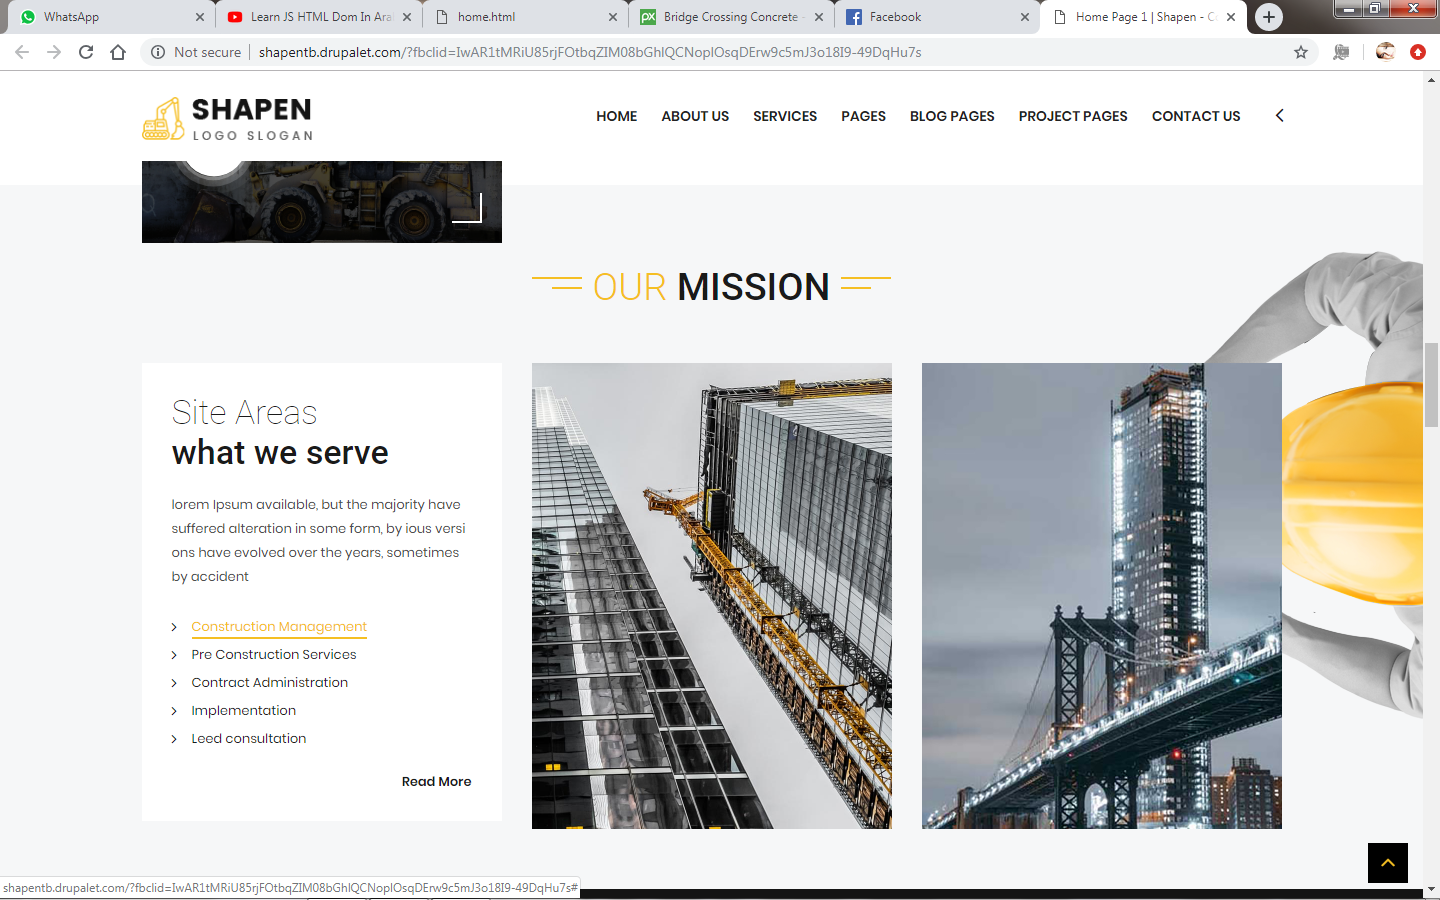 WhatsApp
Learn JS HTML Dom In Ara
home.html
Bridge Crossing Concrete -
Facebook
Home Page 1 | Shapen - C
Not secure
shapentb.drupalet.com/?fbclid=IwAR1tMRiU85rjFOtbqZIM08bGhlQCNoplOsqDErw9c5mJ3o18I9-49DqHu7s
SHAPEN
LOGO SLOGAN
HOME
ABOUT US
SERVICES
PAGES
BLOG PAGES
PROJECT PAGES
CONTACT US
OUR MISSION
Site Areas
what we serve
lorem Ipsum available, but the majority have
suffered alteration in some form, by ious versi
ons have evolved over the years, sometimes
by accident
Construction Management
Pre Construction Services
Contract Administration
Implementation
Leed consultation
Read More
shapentb.drupalet.com/?fbclid=IwAR1tMRiU85rjFOtbqZIM08bGhlQCNoplOsqDErw9c5mJ3o18I9-49DqHu7s#